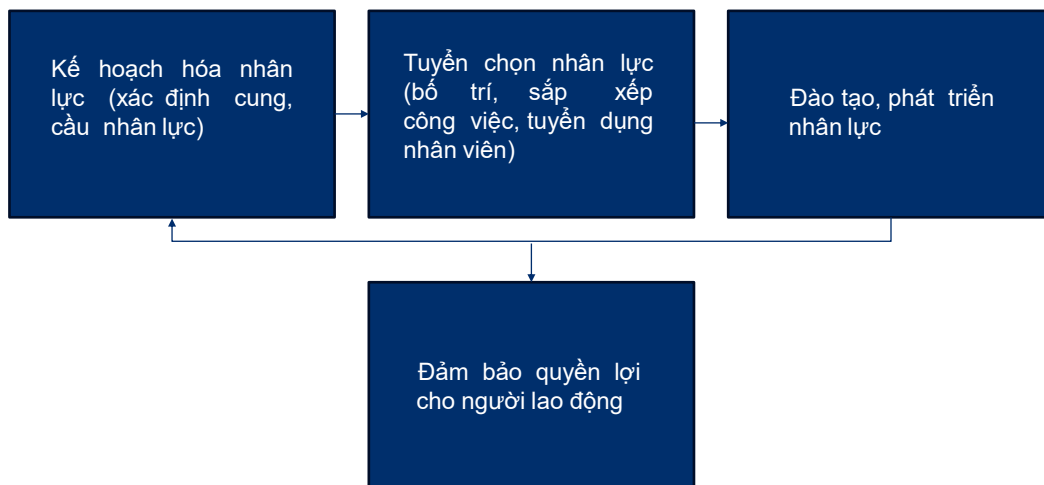 Kế hoạch hóa nhân
lực (xác định cung,
cầu nhân lực)
Tuyển chọn nhân lực
(bố trí, sắp xếp
công việc, tuyển dụng
nhân viên)
Đào tạo, phát triển
nhân lực
Đảm bảo quyền lợi
cho người lao động